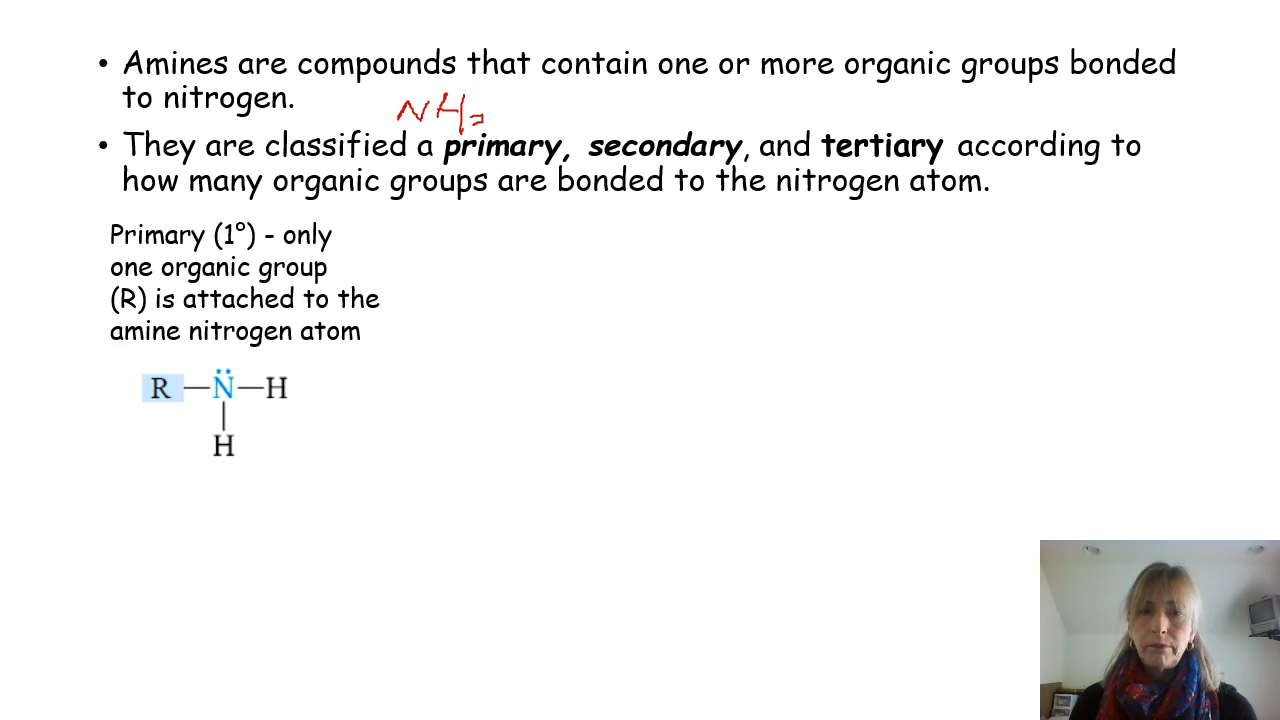 • Amines are compounds that contain one or more organic groups bonded
to nitrogen.
NH₃
• They are classified a primary, secondary, and tertiary according to
how many organic groups are bonded to the nitrogen atom.
Primary (1°) - only
one organic group
(R) is attached to the
amine nitrogen atom
R—N̈—H
|
H